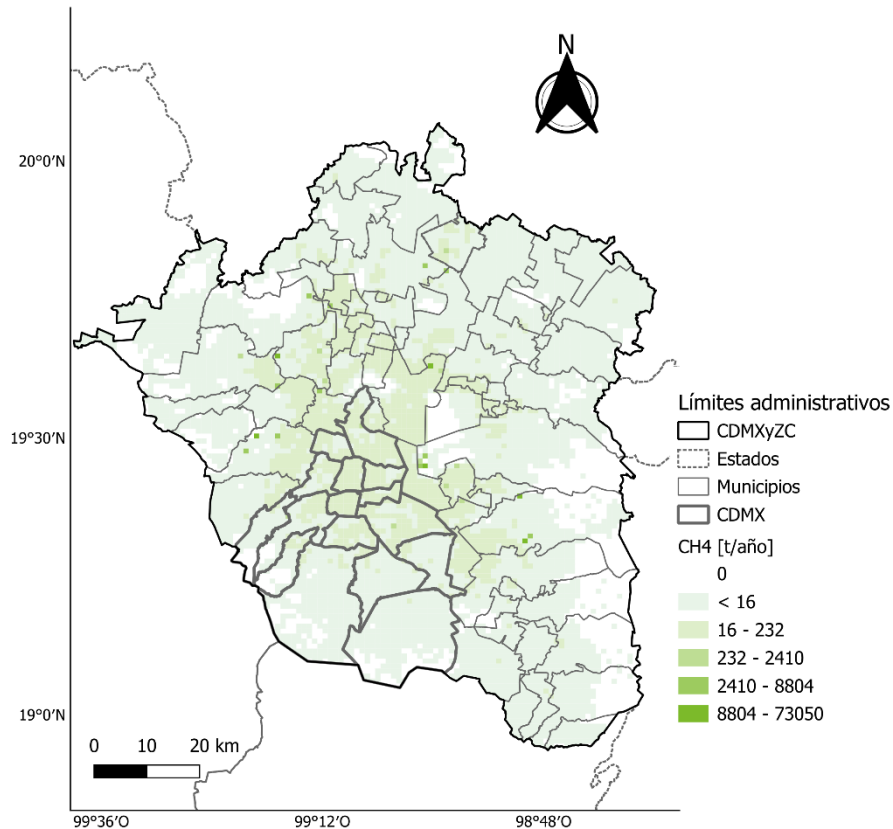 N
20°0′N
19°30′N
19°0′N
0 10 20 km
99°36′O 99°12′O 98°48′O
Límites administrativos
CDMXyZC
Estados
Municipios
CDMX
CH4 [t/año]
0
< 16
16 - 232
232 - 2410
2410 - 8804
8804 - 73050